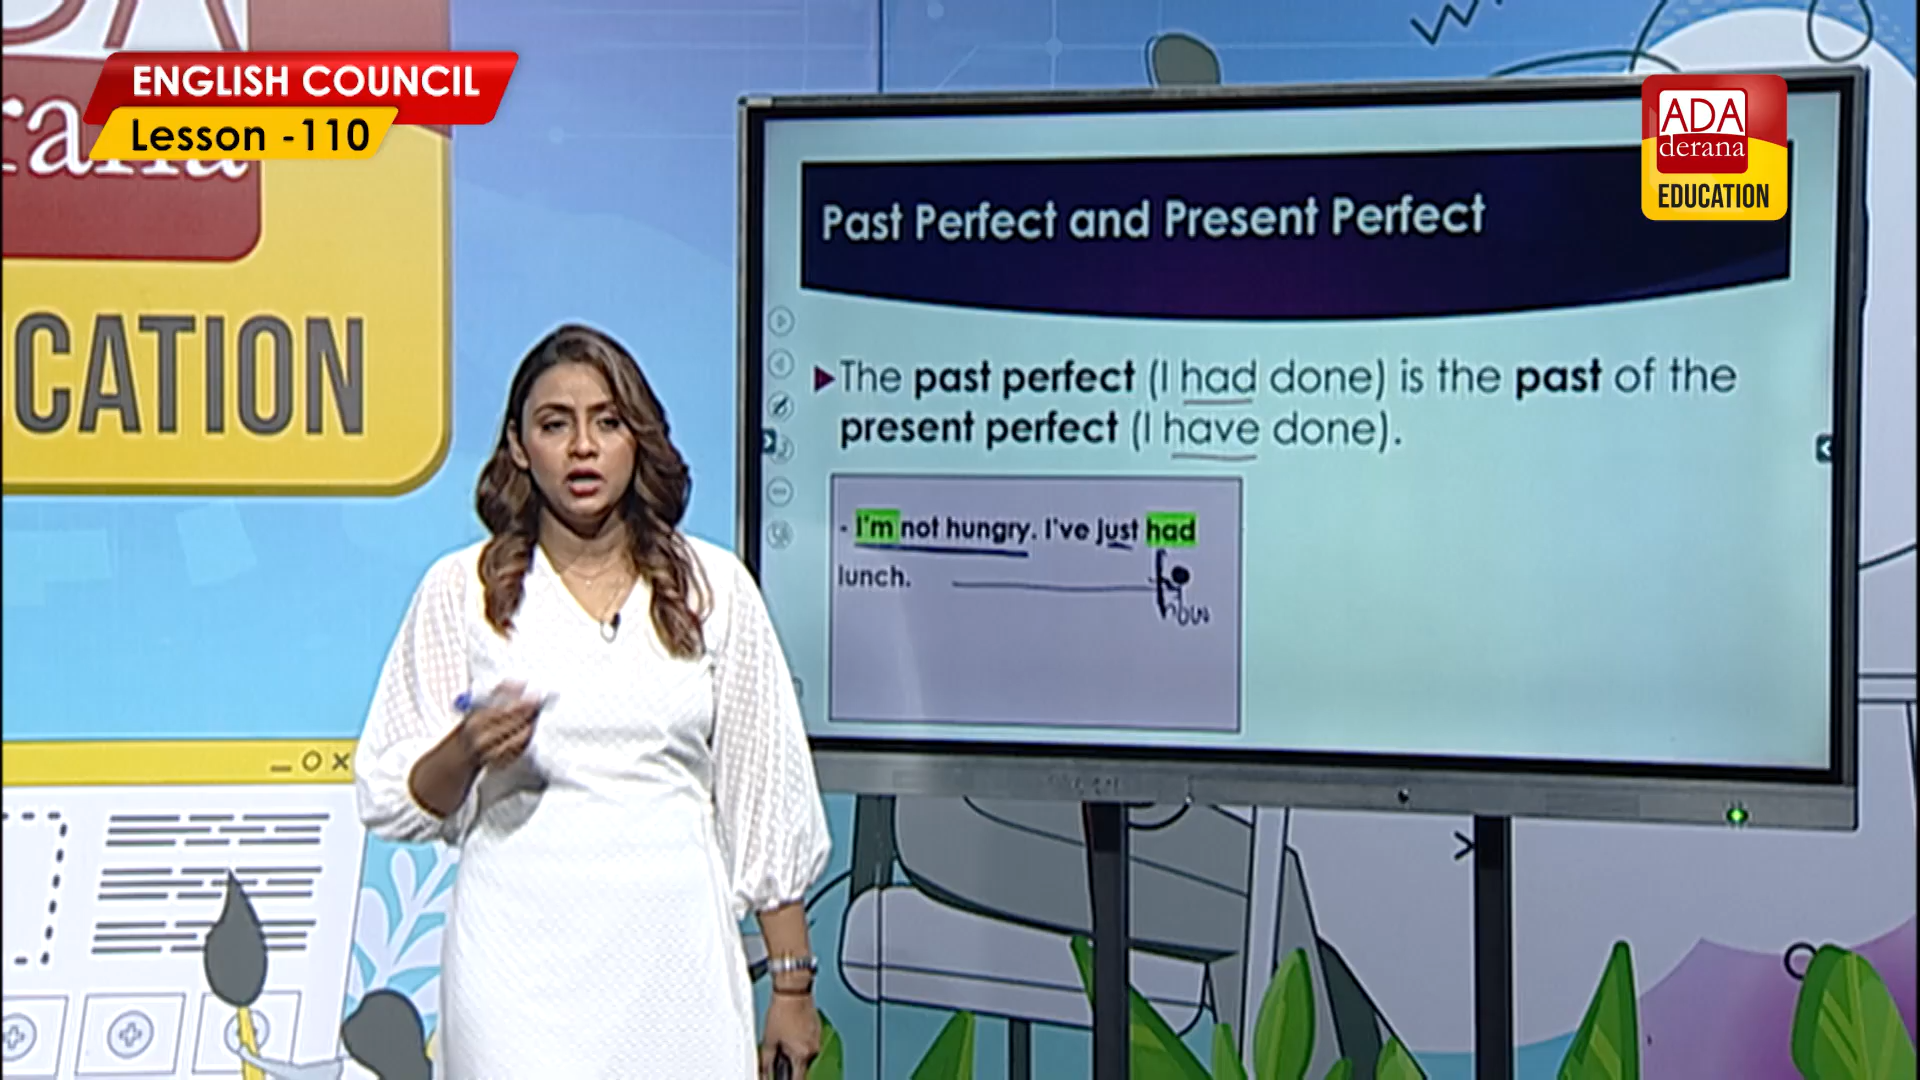 ENGLISH COUNCIL
Lesson -110
ADA
derana
EDUCATION
CATION
Past Perfect and Present Perfect
The past perfect (I had done) is the past of the
present perfect (I have done).
- I'm not hungry. I've just had
lunch.
now